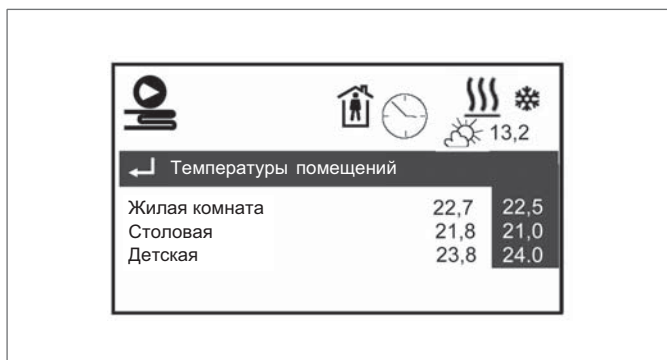 13,2
Температуры помещений
Жилая комната 22,7 22,5
Столовая 21,8 21,0
Детская 23,8 24.0